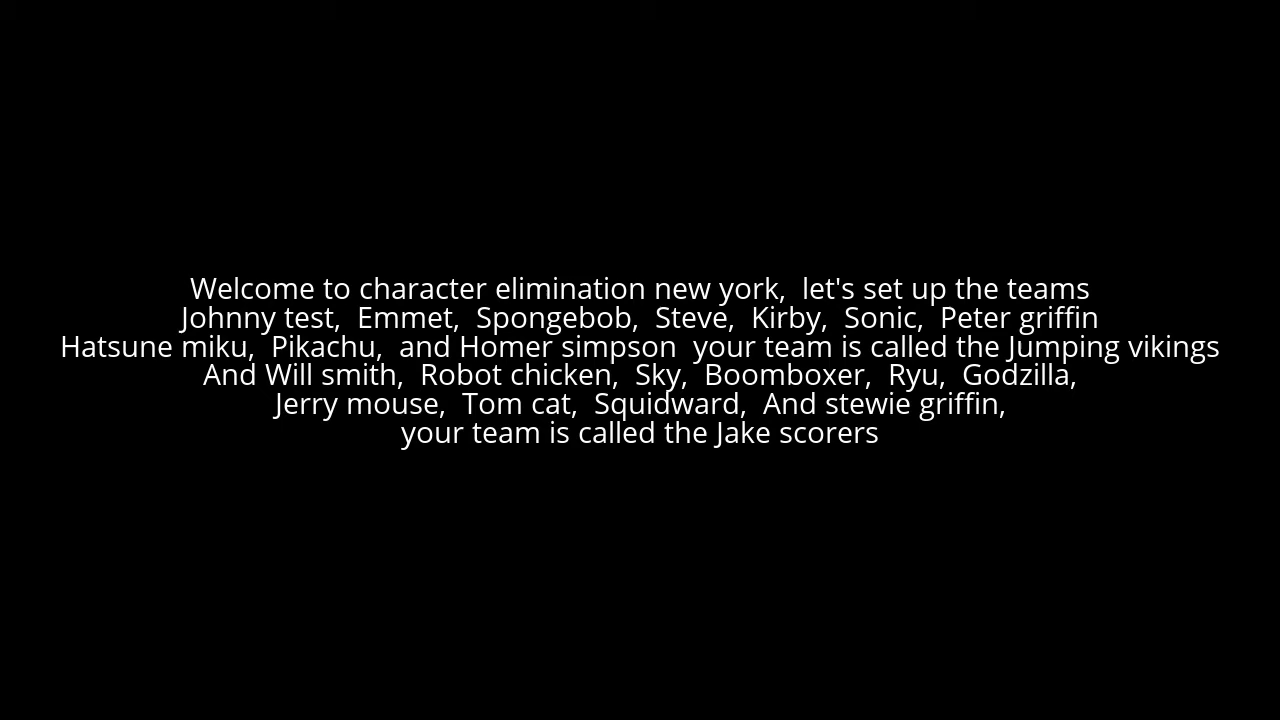 Welcome to character elimination new york,  let's set up the teams
Johnny test,  Emmet,  Spongebob,  Steve,  Kirby,  Sonic,  Peter griffin
Hatsune miku,  Pikachu,  and Homer simpson  your team is called the Jumping vikings
And Will smith,  Robot chicken,  Sky,  Boomboxer,  Ryu,  Godzilla,
Jerry mouse,  Tom cat,  Squidward,  And stewie griffin,
your team is called the Jake scorers